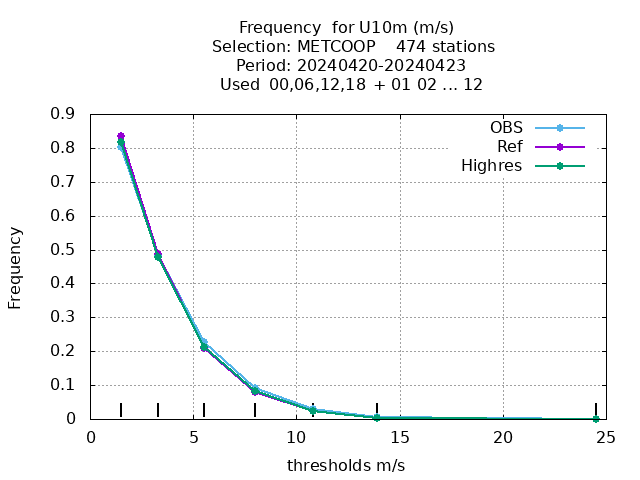 Frequency  for U10m (m/s)
Selection: METCOOP    474 stations
Period: 20240420-20240423
Used  00,06,12,18  + 01 02 ... 12
OBS
Ref
Highres
Frequency
0.9
0.8
0.7
0.6
0.5
0.4
0.3
0.2
0.1
0
0 5 10 15 20 25
thresholds m/s